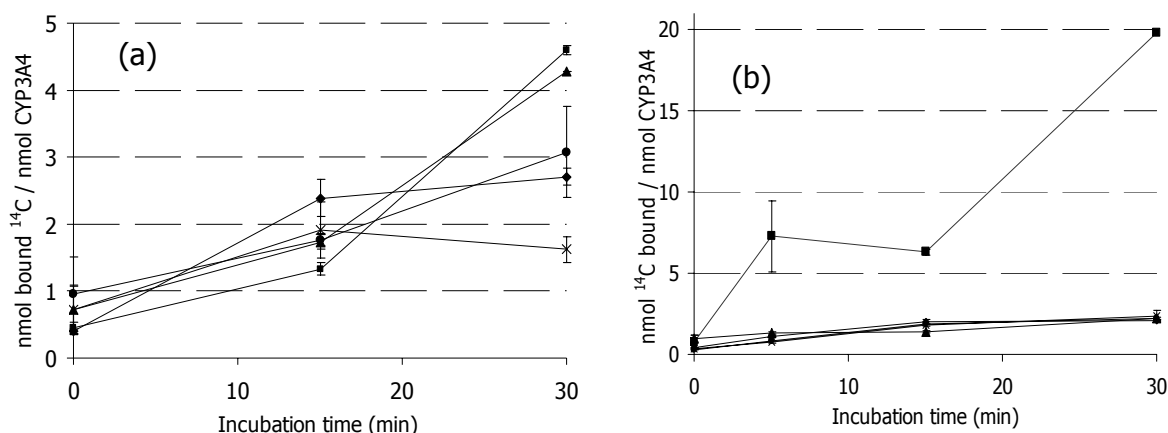 (a)
nmol bound ¹⁴C / nmol CYP3A4
5
4
3
2
1
0
0 10 20 30
Incubation time (min)
(b)
nmol ¹⁴C bound / nmol CYP3A4
20
15
10
5
0
0 10 20 30
Incubation time (min)